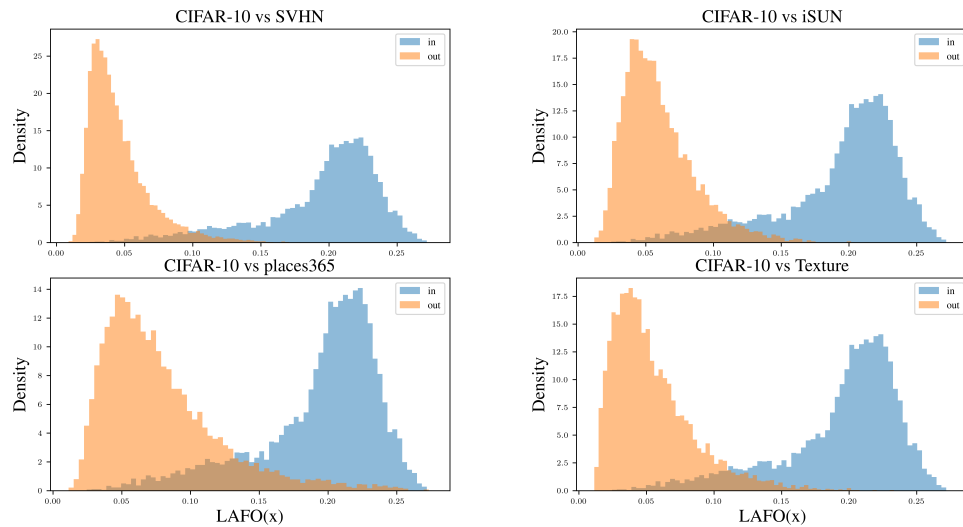 CIFAR-10 vs SVHN
in
out
Density
25
20
15
10
5
0
0.00 0.05 0.10 0.15 0.20 0.25
CIFAR-10 vs iSUN
in
out
Density
20.0
17.5
15.0
12.5
10.0
7.5
5.0
2.5
0.0
0.00 0.05 0.10 0.15 0.20 0.25
CIFAR-10 vs places365
in
out
Density
14
12
10
8
6
4
2
0
0.00 0.05 0.10 0.15 0.20 0.25
LAFO(x)
CIFAR-10 vs Texture
in
out
Density
17.5
15.0
12.5
10.0
7.5
5.0
2.5
0.0
0.00 0.05 0.10 0.15 0.20 0.25
LAFO(x)